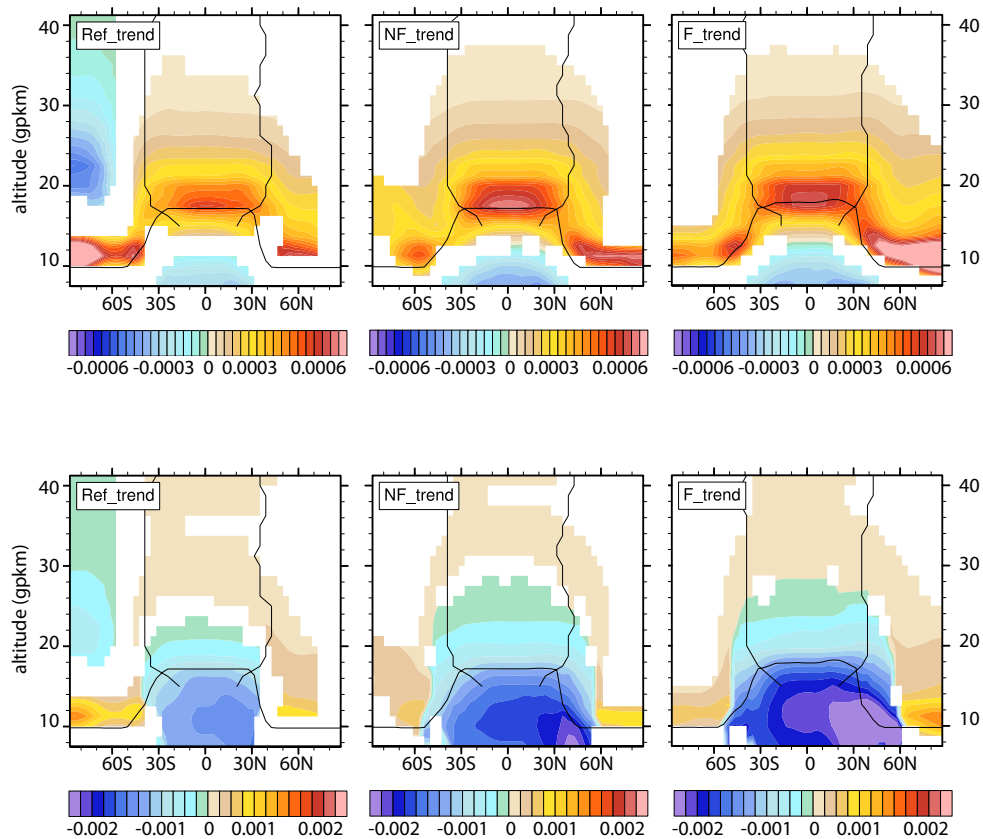 Ref_trend NF_trend F_trend
40 40
30 30
20 20
10 10
altitude (gpkm)
60S 30S 0 30N 60N 60S 30S 0 30N 60N 60S 30S 0 30N 60N
-0.0006 -0.0003 0 0.0003 0.0006 -0.0006 -0.0003 0 0.0003 0.0006 -0.0006 -0.0003 0 0.0003 0.0006
Ref_trend NF_trend F_trend
40 40
30 30
20 20
10 10
altitude (gpkm)
60S 30S 0 30N 60N 60S 30S 0 30N 60N 60S 30S 0 30N 60N
-0.002 -0.001 0 0.001 0.002 -0.002 -0.001 0 0.001 0.002 -0.002 -0.001 0 0.001 0.002